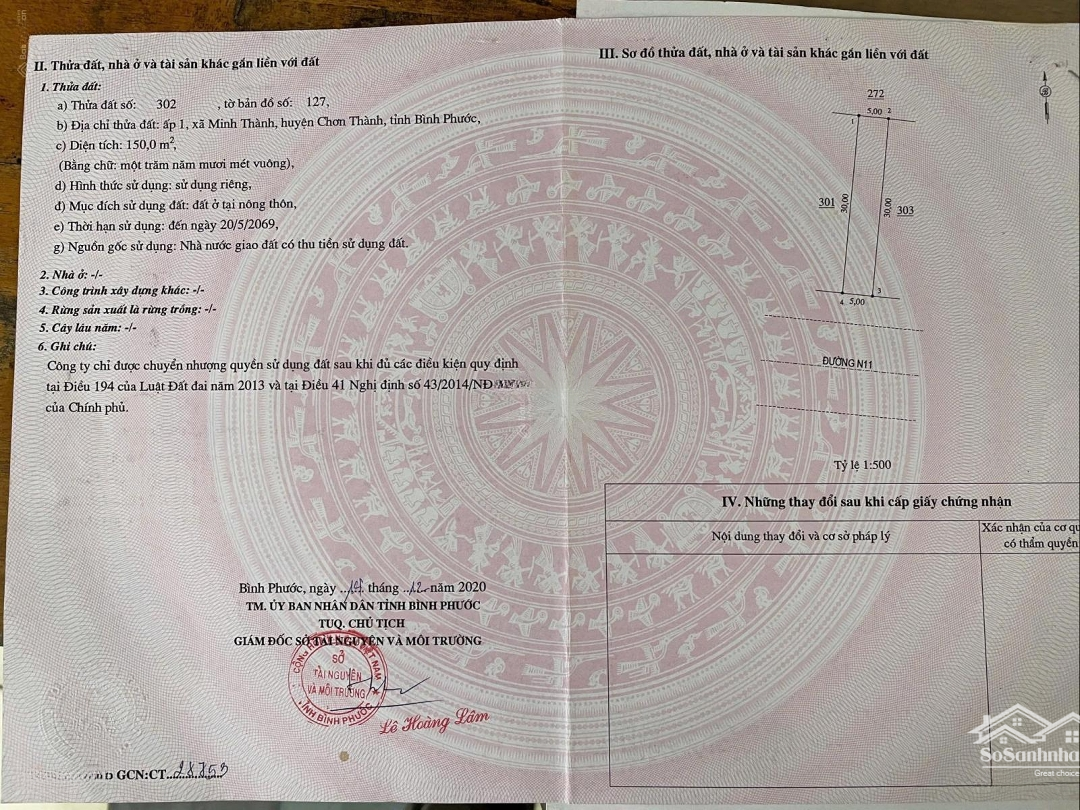 II. Thửa đất, nhà ở và tài sản khác gắn liền với đất
1. Thửa đất:
a) Thửa đất số: 302 , tờ bản đồ số: 127,
b) Địa chỉ thửa đất: ấp 1, xã Minh Thành, huyện Chơn Thành, tỉnh Bình Phước,
c) Diện tích: 150,0 m²,
(Bằng chữ: một trăm năm mươi mét vuông),
d) Hình thức sử dụng: sử dụng riêng,
đ) Mục đích sử dụng đất: đất ở tại nông thôn,
e) Thời hạn sử dụng: đến ngày 20/5/2069,
g) Nguồn gốc sử dụng: Nhà nước giao đất có thu tiền sử dụng đất.
2. Nhà ở: -/-
3. Công trình xây dựng khác: -/-
4. Rừng sản xuất là rừng trồng: -/-
5. Cây lâu năm: -/-
6. Ghi chú:
Công ty chỉ được chuyển nhượng quyền sử dụng đất sau khi đủ các điều kiện quy định
tại Điều 194 của Luật Đất đai năm 2013 và tại Điều 41 Nghị định số 43/2014/NĐ
của Chính phủ.
Bình Phước, ngày ... tháng ..12.. năm 2020
TM. ỦY BAN NHÂN DÂN TỈNH BÌNH PHƯỚC
TUQ. CHỦ TỊCH
GIÁM ĐỐC SỞ TÀI NGUYÊN VÀ MÔI TRƯỜNG
SỞ
TÀI NGUYÊN
VÀ MÔI TRƯỜNG
TỈNH BÌNH PHƯỚC
Lê Hoàng Lâm
GCN:CT
III. Sơ đồ thửa đất, nhà ở và tài sản khác gắn liền với đất
272
5,00
1
2
301
30,00
30,00
303
3
4
5,00
ĐƯỜNG N11
Tỷ lệ 1:500
IV. Những thay đổi sau khi cấp giấy chứng nhận
Nội dung thay đổi và cơ sở pháp lý
Xác nhận của cơ qu
có thẩm quyền
SoSanhnha
Great choice